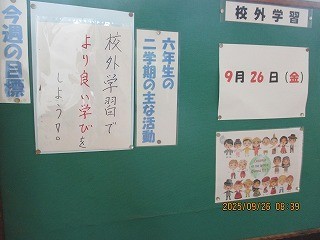 今週の目標
校外学習で
より良い学びを
しよう!!
六年生の
二学期の主な活動
校外学習
9月26日(金)
2025/09/26 08:39